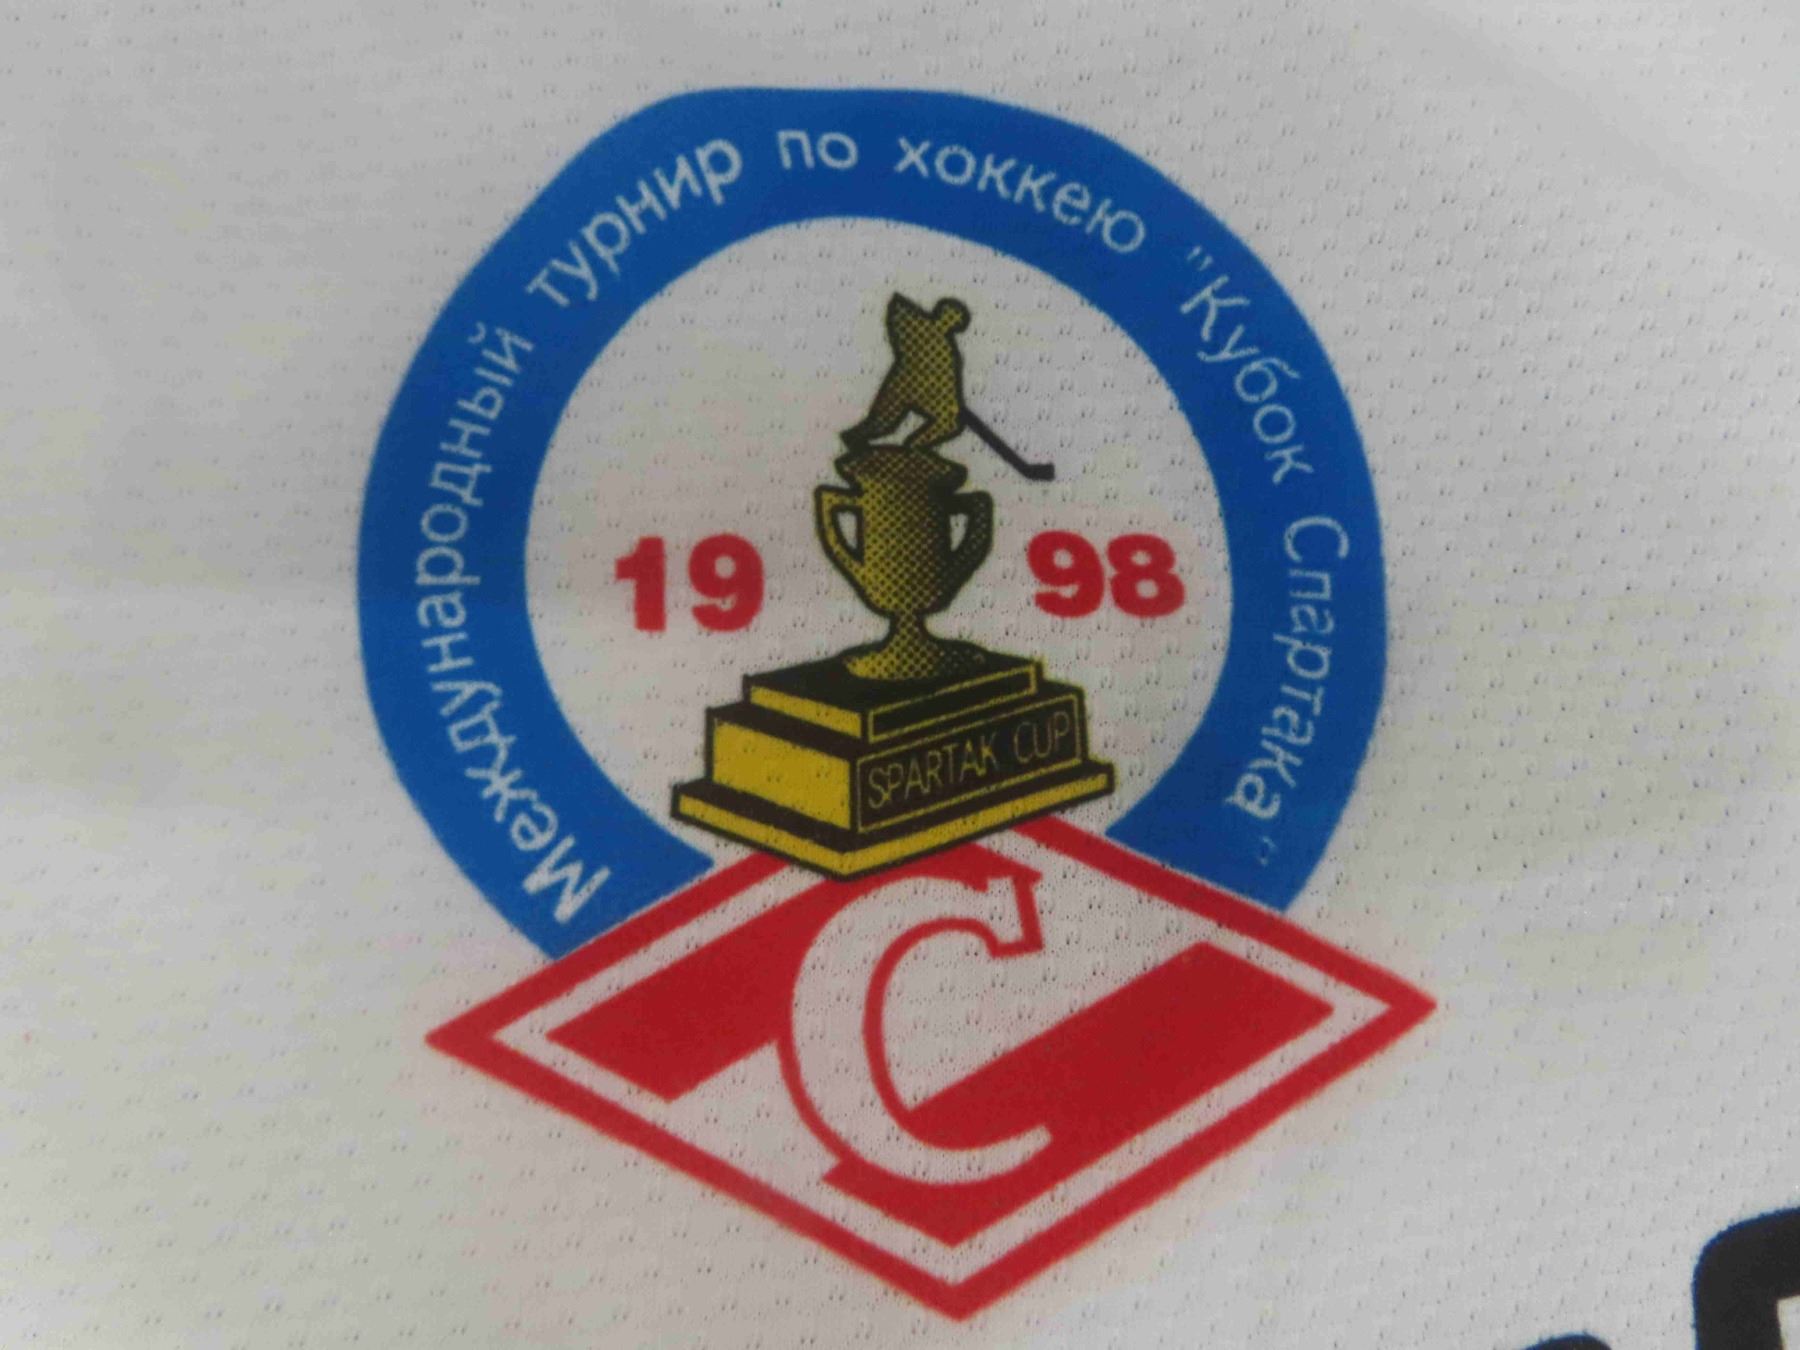 Международный турнир по хоккею "Кубок Спартака"
19 98
SPARTAK CUP
С